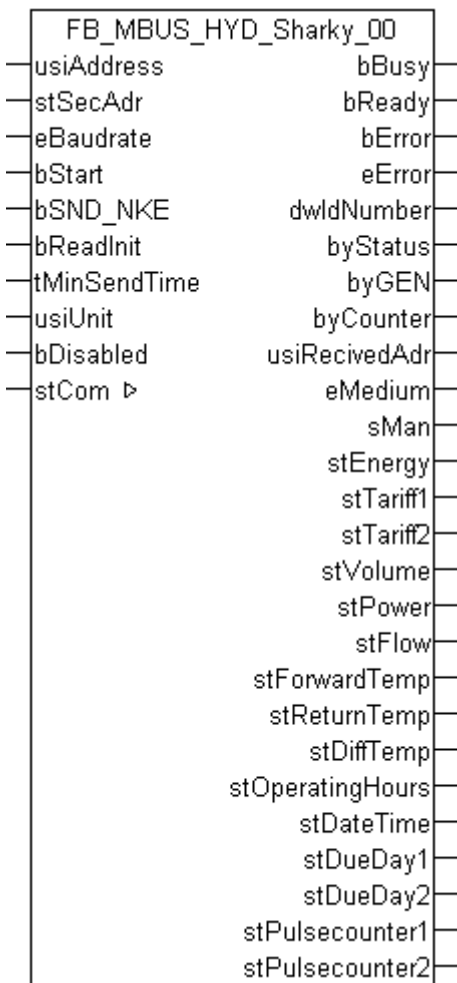 FB_MBUS_HYD_Sharky_00
usiAddress bBusy
stSecAdr bReady
eBaudrate bError
bStart eError
bSND_NKE dwIdNumber
bReadInit byStatus
tMinSendTime byGEN
usiUnit byCounter
bDisabled usiRecivedAdr
stCom ▷ eMedium
sMan
stEnergy
stTariff1
stTariff2
stVolume
stPower
stFlow
stForwardTemp
stReturnTemp
stDiffTemp
stOperatingHours
stDateTime
stDueDay1
stDueDay2
stPulsecounter1
stPulsecounter2